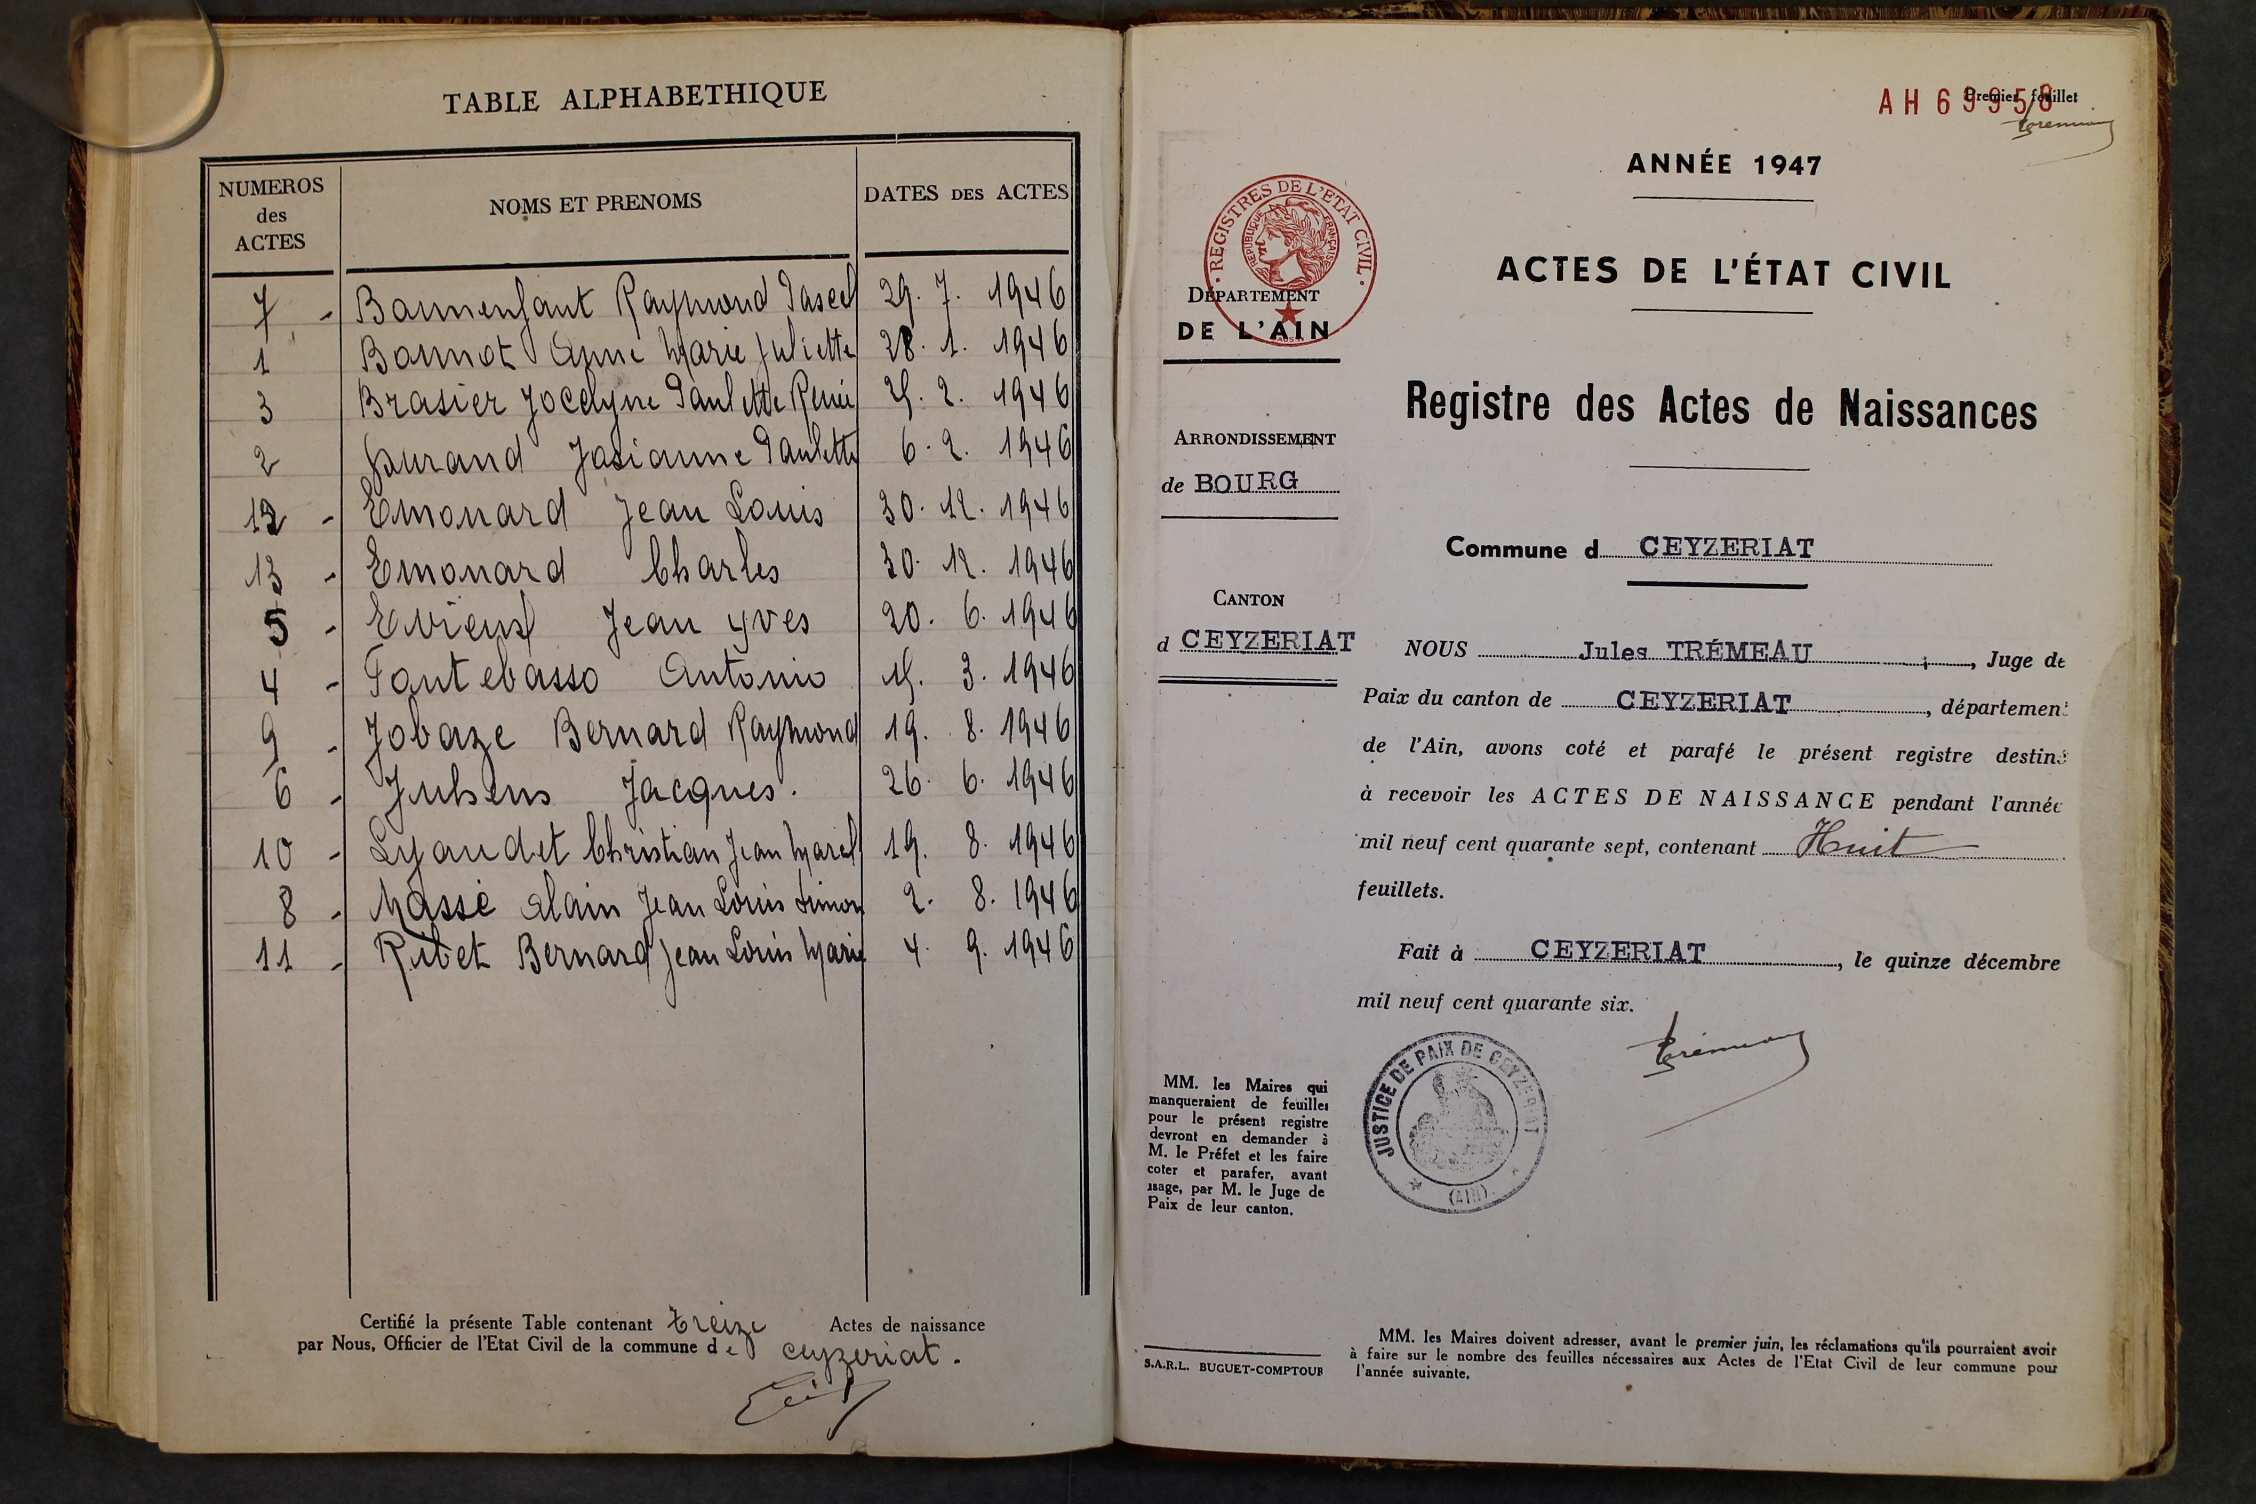 TABLE ALPHABETHIQUE
NUMEROS des ACTES
NOMS ET PRENOMS
DATES DES ACTES
7 - Bonnenfant Raymond 29. 7. 1946
1 Bonnot Anne Marie Juliette 28. 1. 1946
3 Brasier Jocelyne Paulette Renée 25. 2. 1946
2 Durand Josianne Paulette 6. 2. 1946
12 - Emonard Jean Louis 30. 12. 1946
13 - Emonard Charles 30. 12. 1946
5 - Jean Yves 20. 6. 1946
4 - Fontebasso Antonio 15. 3. 1946
9 - Jobaze Bernard Raymond 19. 8. 1946
6 - Jacques. 26. 6. 1946
10 - Lyaudet Christian Jean Marcel 19. 8. 1946
8 - Massé Alain Jean Louis Simon 2. 8. 1946
11 - Ribet Bernard Jean Louis Marie 4. 9. 1946
Certifié la présente Table contenant treize Actes de naissance
par Nous, Officier de l'Etat Civil de la commune de Ceyzeriat.
AH 69958
Premier feuillet
ANNÉE 1947
ACTES DE L'ÉTAT CIVIL
Registre des Actes de Naissances
Commune d CEYZERIAT
REGISTRES DE L'ETAT CIVIL
REPUBLIQUE FRANÇAISE
DÉPARTEMENT
DE L'AIN
ARRONDISSEMENT
de BOURG
CANTON
d CEYZERIAT
NOUS Jules TRÉMEAU, Juge de
Paix du canton de CEYZERIAT, département
de l'Ain, avons coté et parafé le présent registre destiné
à recevoir les ACTES DE NAISSANCE pendant l'année
mil neuf cent quarante sept, contenant Huit
feuillets.
Fait à CEYZERIAT, le quinze décembre
mil neuf cent quarante six.
JUSTICE DE PAIX DE CEYZERIAT
(AIN)
MM. les Maires qui
manqueraient de feuilles
pour le présent registre
devront en demander à
M. le Préfet et les faire
coter et parafer, avant
usage, par M. le Juge de
Paix de leur canton.
S.A.R.L. BUGUET-COMPTOUR
MM. les Maires doivent adresser, avant le premier juin, les réclamations qu'ils pourraient avoir
à faire sur le nombre des feuilles nécessaires aux Actes de l'Etat Civil de leur commune pour
l'année suivante.